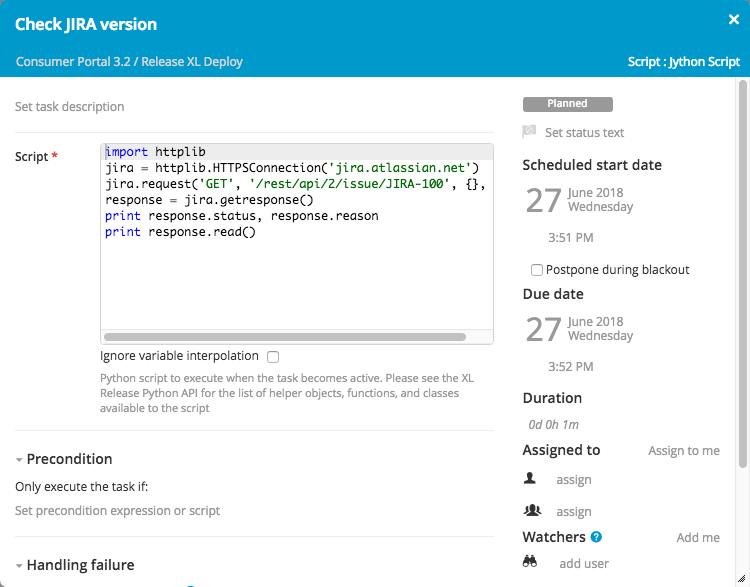 Check JIRA version
Consumer Portal 3.2 / Release XL Deploy
Script : Jython Script
Set task description
Script *
import httplib
jira = httplib.HTTPSConnection('jira.atlassian.net')
jira.request('GET', '/rest/api/2/issue/JIRA-100', {},
response = jira.getresponse()
print response.status, response.reason
print response.read()
Ignore variable interpolation
Python script to execute when the task becomes active. Please see the XL
Release Python API for the list of helper objects, functions, and classes
available to the script
Precondition
Only execute the task if:
Set precondition expression or script
Handling failure
Planned
Set status text
Scheduled start date
27 June 2018
Wednesday
3:51 PM
Postpone during blackout
Due date
27 June 2018
Wednesday
3:52 PM
Duration
0d 0h 1m
Assigned to Assign to me
assign
assign
Watchers ? Add me
add user